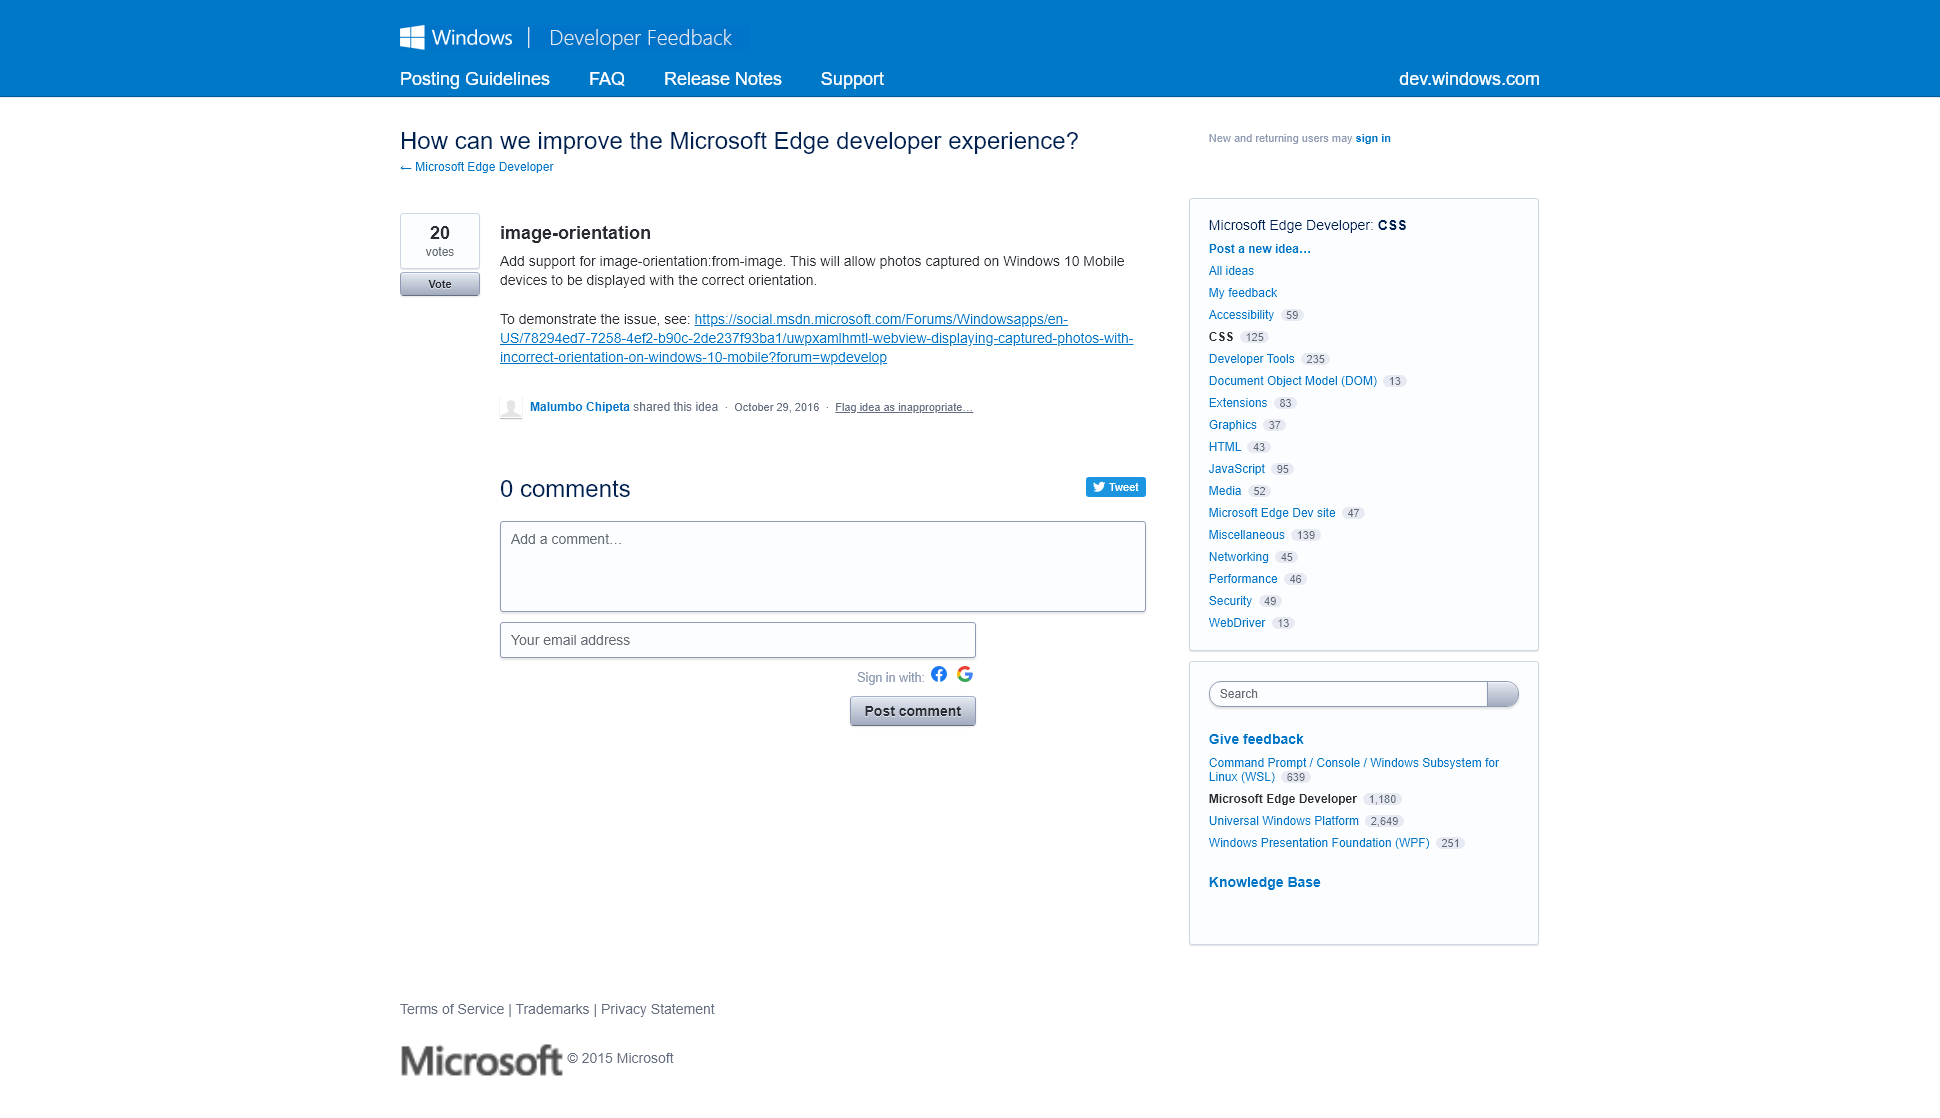 Windows | Developer Feedback
Posting Guidelines FAQ Release Notes Support dev.windows.com
How can we improve the Microsoft Edge developer experience?
← Microsoft Edge Developer
New and returning users may sign in
20
votes
Vote
image-orientation
Add support for image-orientation:from-image. This will allow photos captured on Windows 10 Mobile
devices to be displayed with the correct orientation.
To demonstrate the issue, see: https://social.msdn.microsoft.com/Forums/Windowsapps/en-
US/78294ed7-7258-4ef2-b90c-2de237f93ba1/uwpxamlhmtl-webview-displaying-captured-photos-with-
incorrect-orientation-on-windows-10-mobile?forum=wpdevelop
Malumbo Chipeta shared this idea · October 29, 2016 · Flag idea as inappropriate…
0 comments
Tweet
Add a comment…
Your email address
Sign in with:
Post comment
Microsoft Edge Developer: CSS
Post a new idea…
All ideas
My feedback
Accessibility 59
CSS 125
Developer Tools 235
Document Object Model (DOM) 13
Extensions 83
Graphics 37
HTML 43
JavaScript 95
Media 52
Microsoft Edge Dev site 47
Miscellaneous 139
Networking 45
Performance 46
Security 49
WebDriver 13
Search
Give feedback
Command Prompt / Console / Windows Subsystem for
Linux (WSL) 639
Microsoft Edge Developer 1,180
Universal Windows Platform 2,649
Windows Presentation Foundation (WPF) 251
Knowledge Base
Terms of Service | Trademarks | Privacy Statement
Microsoft © 2015 Microsoft